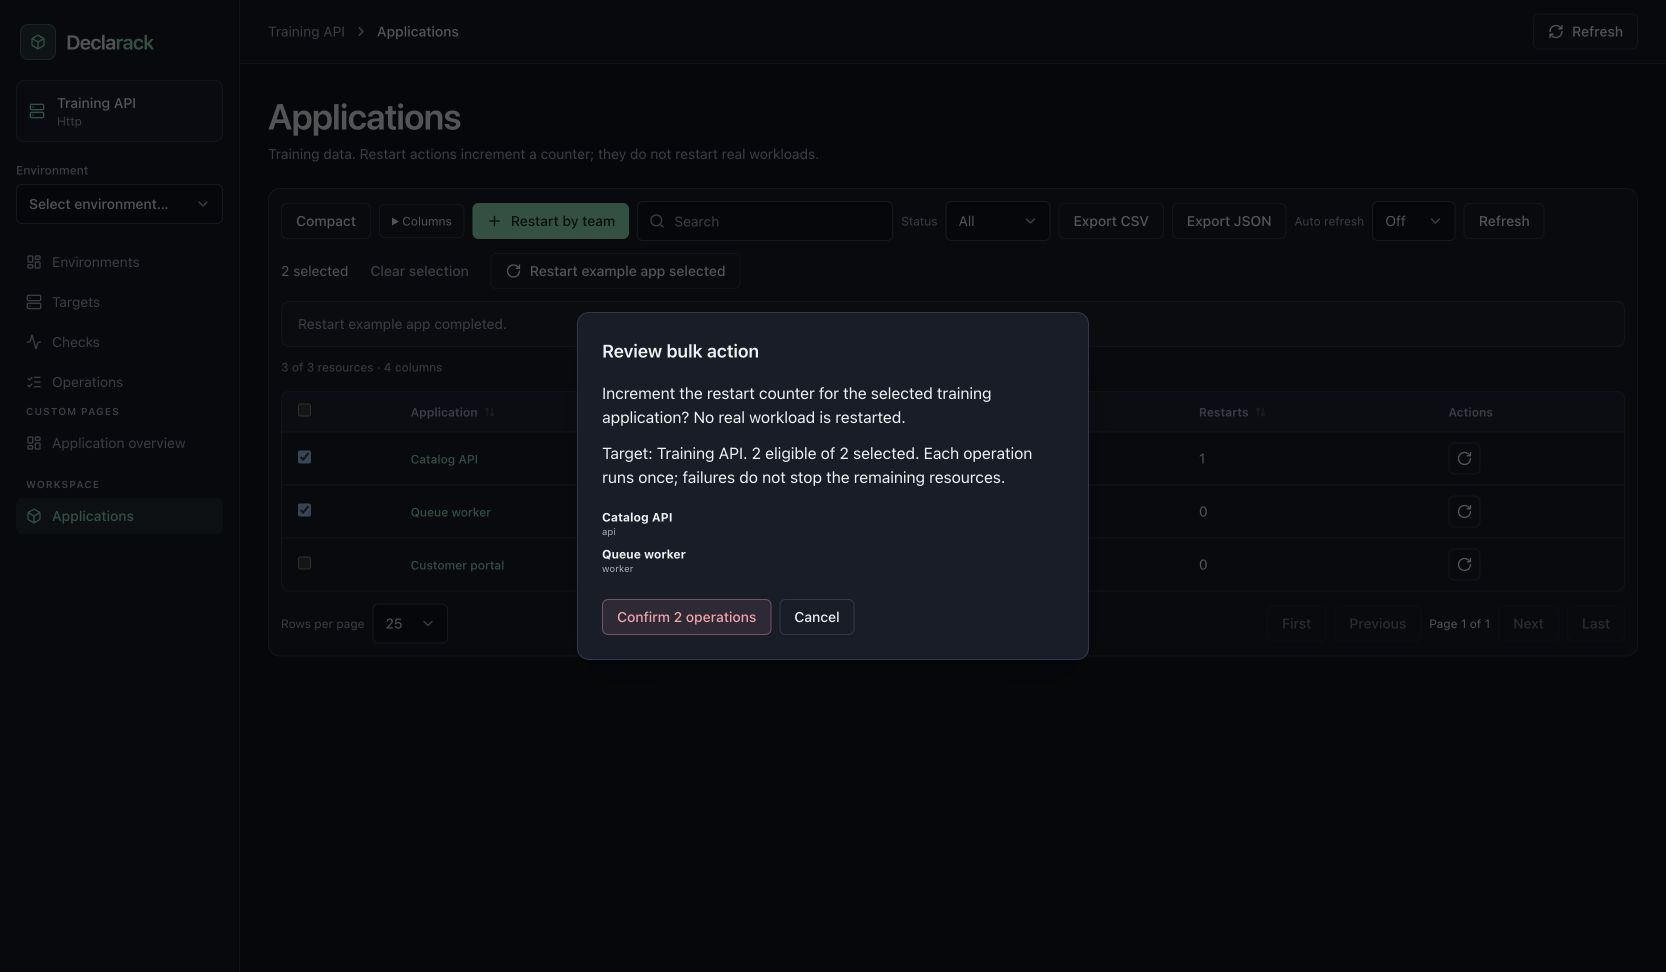 Declarack
Training API
Http
Environment
Select environment...
Environments
Targets
Checks
Operations
CUSTOM PAGES
Application overview
WORKSPACE
Applications
Training API > Applications
Refresh
Applications
Training data. Restart actions increment a counter; they do not restart real workloads.
Compact
Columns
+ Restart by team
Search
Status
All
Export CSV
Export JSON
Auto refresh
Off
Refresh
2 selected
Clear selection
Restart example app selected
Restart example app completed.
3 of 3 resources · 4 columns
Application
Restarts
Actions
Catalog API
1
Queue worker
0
Customer portal
0
Rows per page
25
First
Previous
Page 1 of 1
Next
Last
Review bulk action
Increment the restart counter for the selected training
application? No real workload is restarted.
Target: Training API. 2 eligible of 2 selected. Each operation
runs once; failures do not stop the remaining resources.
Catalog API
api
Queue worker
worker
Confirm 2 operations
Cancel